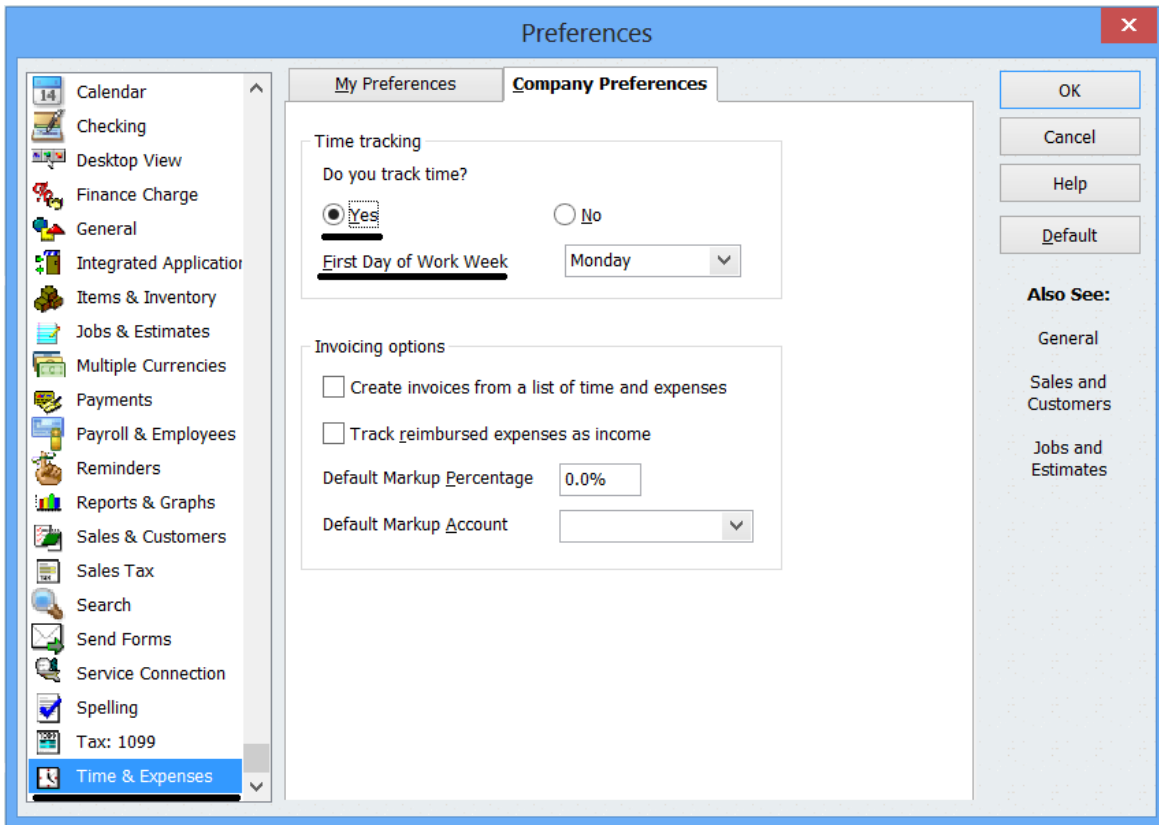 Preferences
14
Calendar
Checking
Desktop View
Finance Charge
General
Integrated Application
Items & Inventory
Jobs & Estimates
Multiple Currencies
Payments
Payroll & Employees
Reminders
Reports & Graphs
Sales & Customers
Sales Tax
Search
Send Forms
Service Connection
Spelling
Tax: 1099
Time & Expenses
My Preferences
Company Preferences
Time tracking
Do you track time?
Yes No
First Day of Work Week Monday
Invoicing options
Create invoices from a list of time and expenses
Track reimbursed expenses as income
Default Markup Percentage 0.0%
Default Markup Account
OK
Cancel
Help
Default
Also See:
General
Sales and
Customers
Jobs and
Estimates